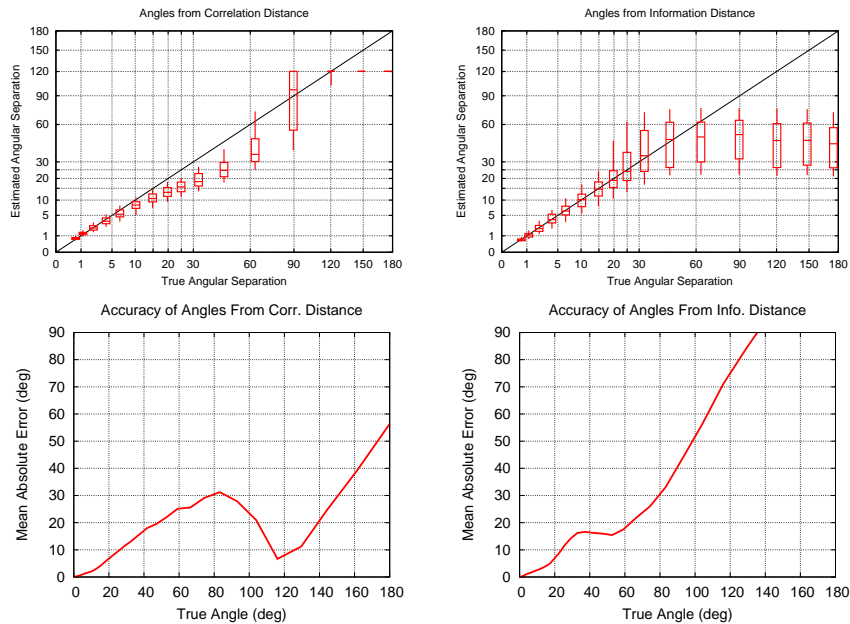 Angles from Correlation Distance
180
150
120
90
60
30
20
10
5
1
0
0 1 5 10 20 30 60 90 120 150 180
Estimated Angular Separation
True Angular Separation
Angles from Information Distance
180
150
120
90
60
30
20
10
5
1
0
0 1 5 10 20 30 60 90 120 150 180
Estimated Angular Separation
True Angular Separation
Accuracy of Angles From Corr. Distance
90
80
70
60
50
40
30
20
10
0
0 20 40 60 80 100 120 140 160 180
Mean Absolute Error (deg)
True Angle (deg)
Accuracy of Angles From Info. Distance
90
80
70
60
50
40
30
20
10
0
0 20 40 60 80 100 120 140 160 180
Mean Absolute Error (deg)
True Angle (deg)